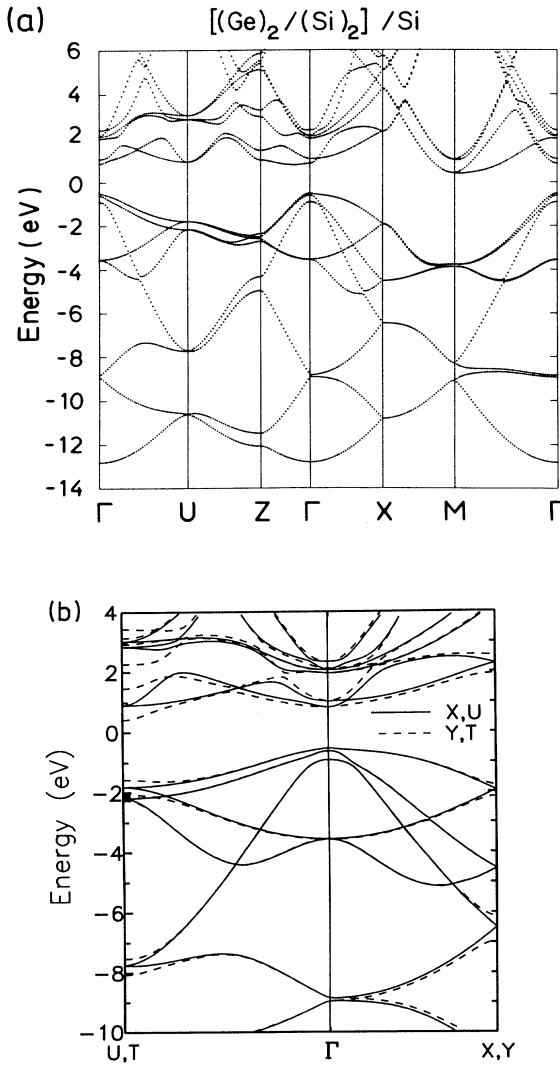 (a) [(Ge)2/(Si)2] /Si
6
4
2
0
-2
-4
-6
-8
-10
-12
-14
Energy (eV)
Γ U Z Γ X M Γ
(b)
4
2
0
-2
-4
-6
-8
-10
Energy (eV)
X,U
Y,T
U,T Γ X,Y